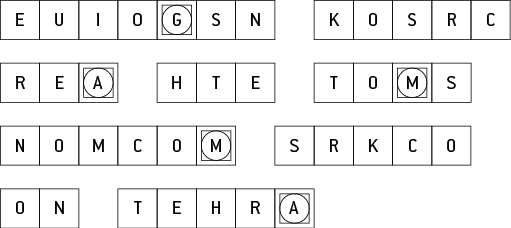 EUIOGSN KOSRC
REA HTE TOMS
NOMCOM SRKCO
ON TEHRA